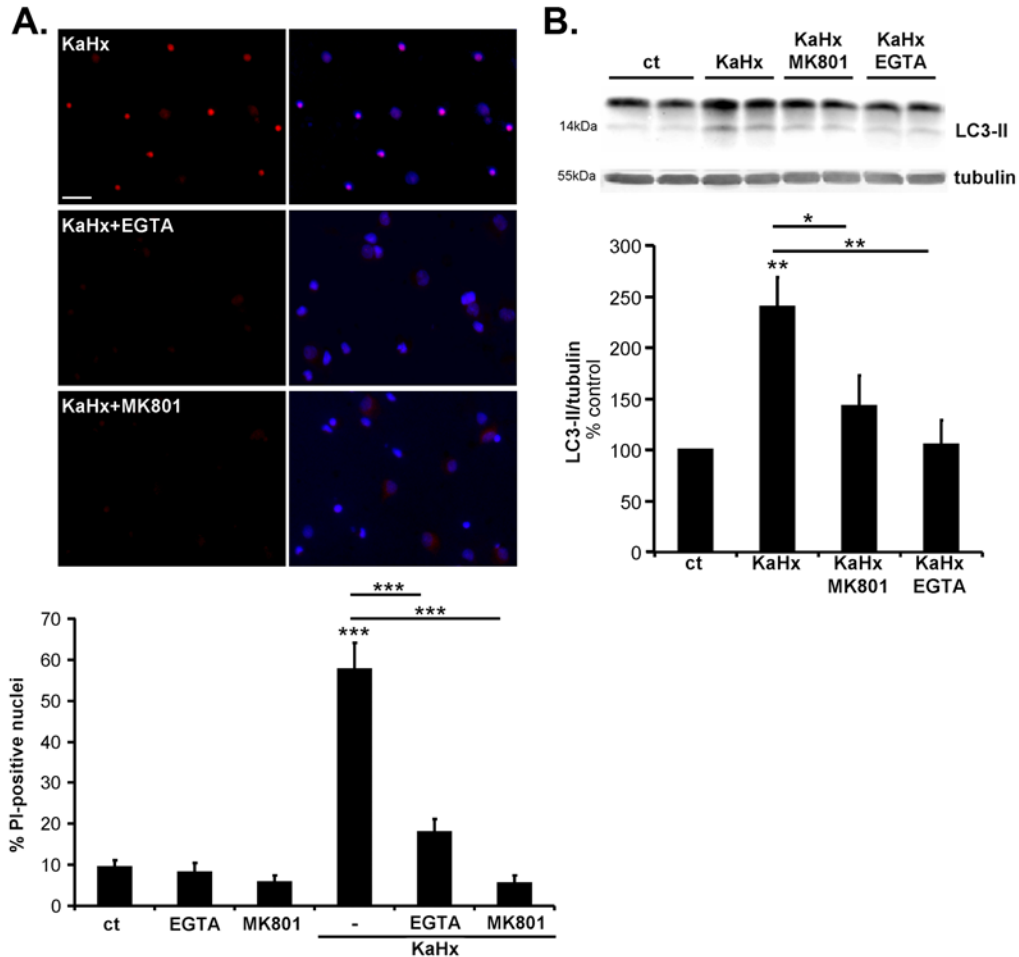 A.
KaHx
KaHx+EGTA
KaHx+MK801
***
***
***
70
60
50
40
30
20
10
0
% PI-positive nuclei
ct EGTA MK801 - EGTA MK801
KaHx
B.
ct KaHx KaHx MK801 KaHx EGTA
14kDa LC3-II
55kDa tubulin
*
**
**
300
250
200
150
100
50
0
LC3-II/tubulin
% control
ct KaHx KaHx KaHx
MK801 EGTA